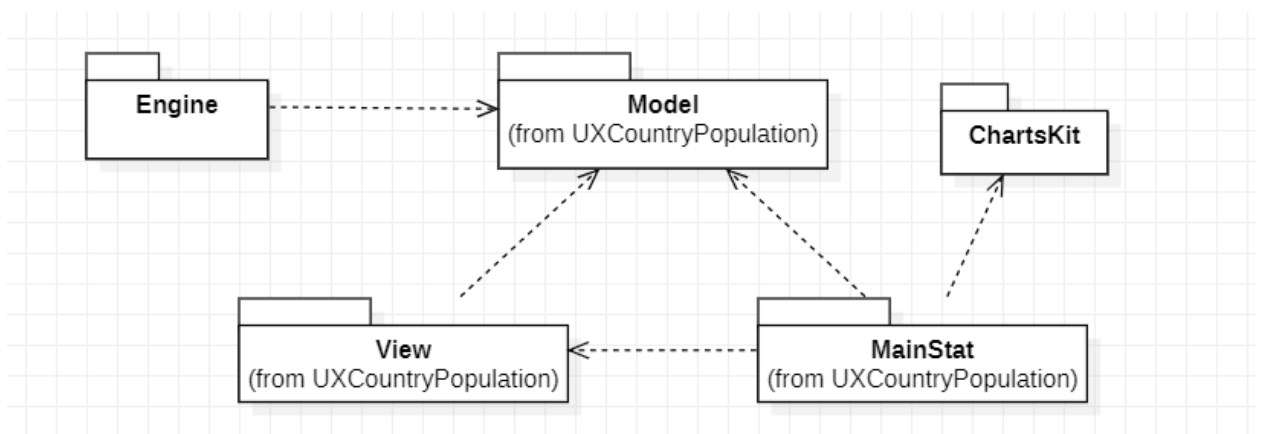 Engine
Model
(from UXCountryPopulation)
ChartsKit
View
(from UXCountryPopulation)
MainStat
(from UXCountryPopulation)